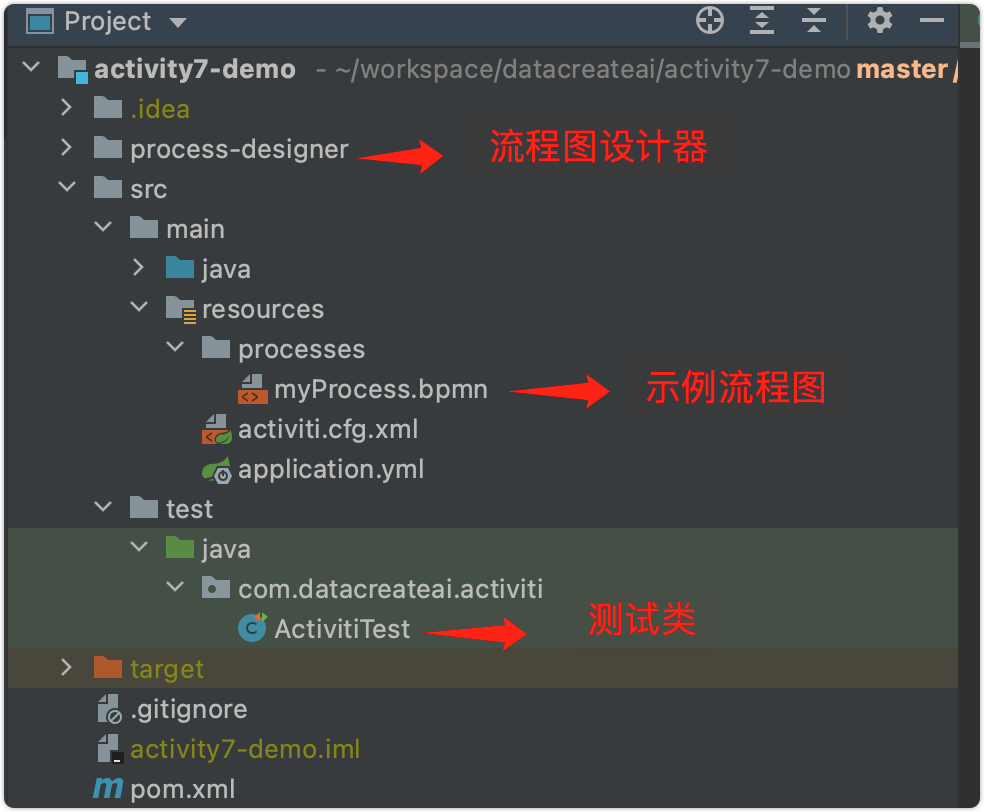 Project
activity7-demo - ~/workspace/datacreateai/activity7-demo master /
.idea
process-designer 流程图设计器
src
main
java
resources
processes
myProcess.bpmn 示例流程图
activiti.cfg.xml
application.yml
test
java
com.datacreateai.activiti
ActivitiTest 测试类
target
.gitignore
activity7-demo.iml
pom.xml